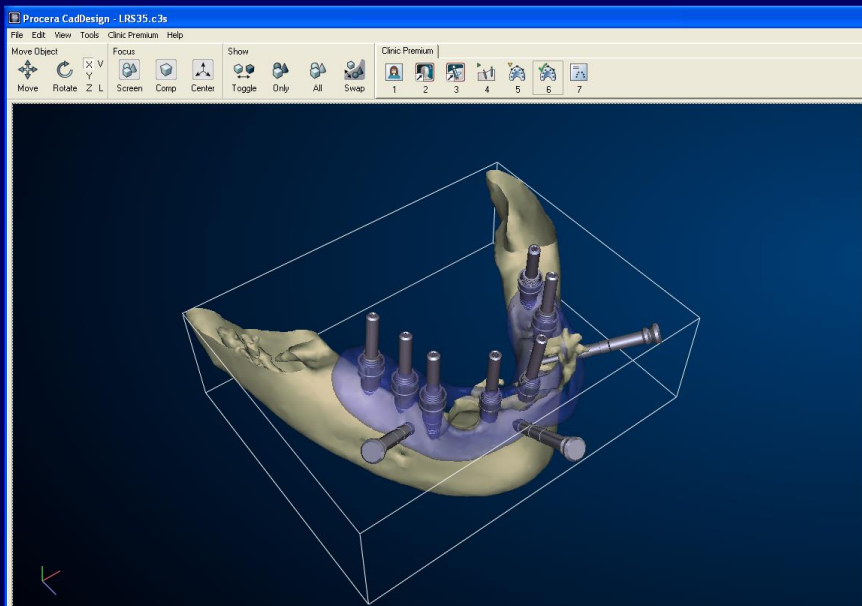 Procera CadDesign - LRS35.c3s
File Edit View Tools Clinic Premium Help
Move Object Focus Show Clinic Premium
X V
Y
Move Rotate Z L Screen Comp Center Toggle Only All Swap 1 2 3 4 5 6 7